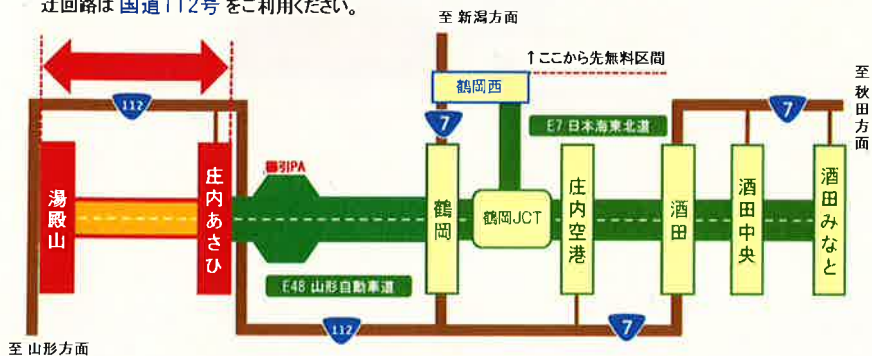 迂回路は 国道112号 をご利用ください。
至 新潟方面
↑ここから先無料区間
至秋田方面
鶴岡西
112
7
E7 日本海東北道
7
櫛引PA
湯殿山
庄内あさひ
鶴岡
鶴岡JCT
庄内空港
酒田
酒田中央
酒田みなと
E48 山形自動車道
112
7
至 山形方面